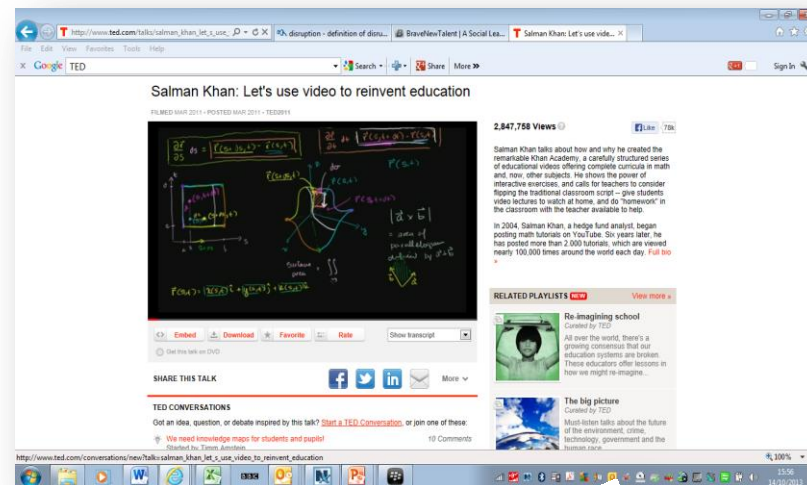 http://www.ted.com/talks/salman_khan_let_s_use_
disruption - definition of disru...
BraveNewTalent | A Social Lea...
Salman Khan: Let's use vide...
File Edit View Favorites Tools Help
x Google TED Search Share More Sign In
Salman Khan: Let's use video to reinvent education
FILMED MAR 2011 • POSTED MAR 2011 • TED2011
2,847,758 Views
Like 78k
Salman Khan talks about how and why he created the
remarkable Khan Academy, a carefully structured series
of educational videos offering complete curricula in math
and, now, other subjects. He shows the power of
interactive exercises, and calls for teachers to consider
flipping the traditional classroom script -- give students
video lectures to watch at home, and do "homework" in
the classroom with the teacher available to help.
In 2004, Salman Khan, a hedge fund analyst, began
posting math tutorials on YouTube. Six years later, he
has posted more than 2,000 tutorials, which are viewed
nearly 100,000 times around the world each day. Full bio
»
Embed Download Favorite Rate Show transcript
Get this talk on DVD
SHARE THIS TALK More
TED CONVERSATIONS
Got an idea, question, or debate inspired by this talk? Start a TED Conversation, or join one of these:
We need knowledge maps for students and pupils! 10 Comments
Started by Timm
RELATED PLAYLISTS NEW View more »
Re-imagining school
Curated by TED
All over the world, there's a
growing consensus that our
education systems are broken.
These educators offer lessons in
how we might re-imagine...
The big picture
Curated by TED
Must-listen talks about the future
of the environment, crime,
technology, government and the
human race
http://www.ted.com/conversations/new?talk=salman_khan_let_s_use_video_to_reinvent_education
100%
15:56
14/10/2013